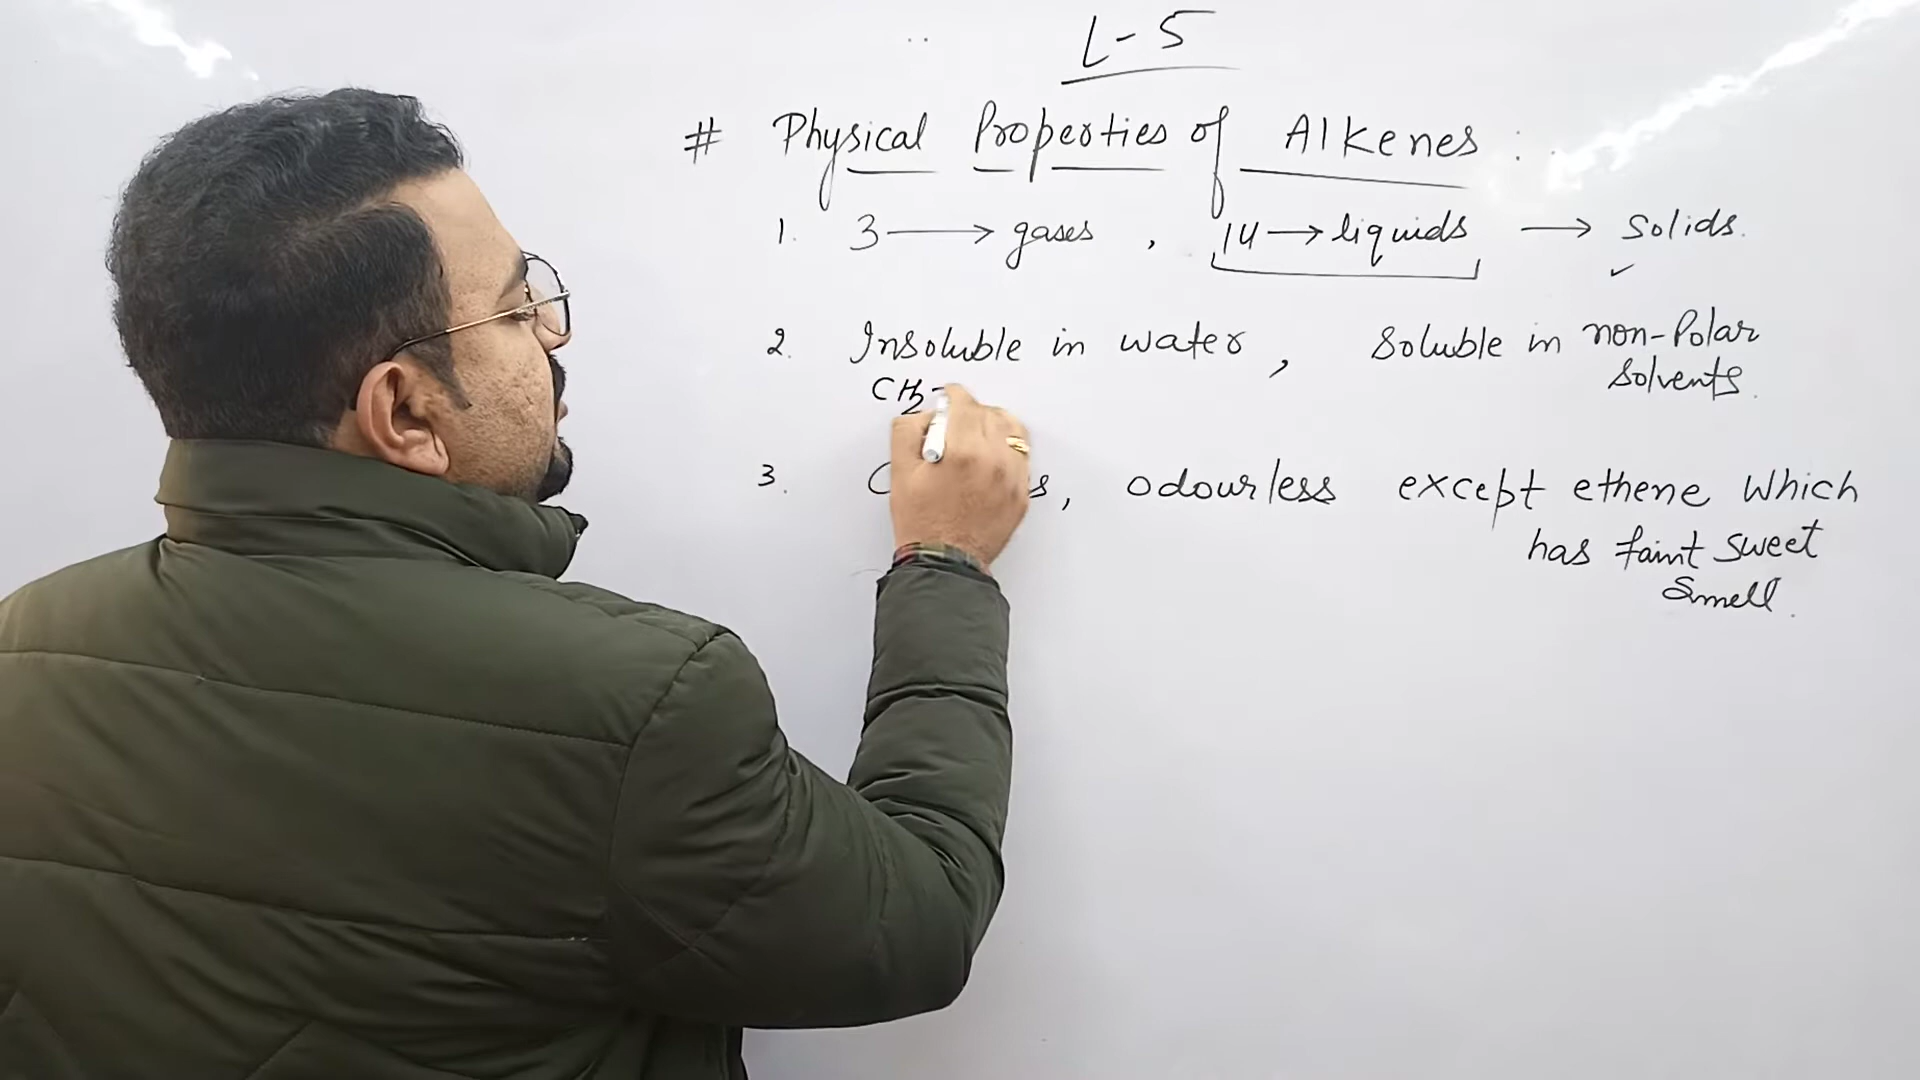 L-5
# Physical Properties of Alkenes :
1. 3 → gases , 14 → liquids → solids.
2. Insoluble in water , soluble in non-Polar
solvents.
CH2
3. odourless except ethene which
has faint sweet
smell.